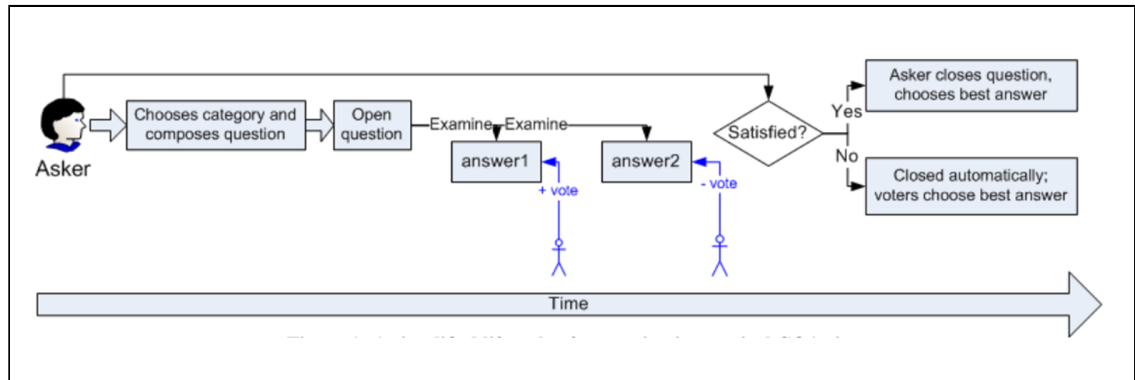 Asker
Chooses category and
composes question
Open
question
Examine
Examine
answer1
answer2
+ vote
- vote
Satisfied?
Yes
No
Asker closes question,
chooses best answer
Closed automatically;
voters choose best answer
Time